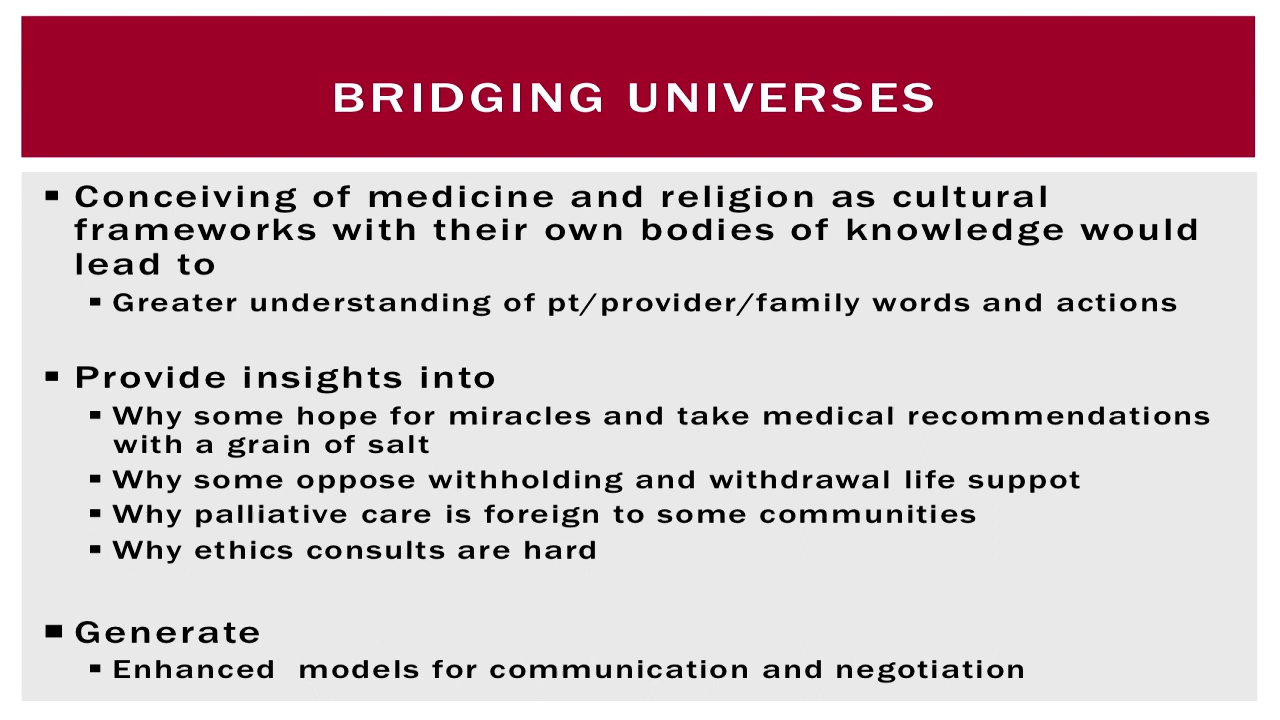 BRIDGING UNIVERSES
▪ Conceiving of medicine and religion as cultural
frameworks with their own bodies of knowledge would
lead to
▪ Greater understanding of pt/provider/family words and actions
▪ Provide insights into
▪ Why some hope for miracles and take medical recommendations
with a grain of salt
▪ Why some oppose withholding and withdrawal life suppot
▪ Why palliative care is foreign to some communities
▪ Why ethics consults are hard
▪ Generate
▪ Enhanced  models for communication and negotiation